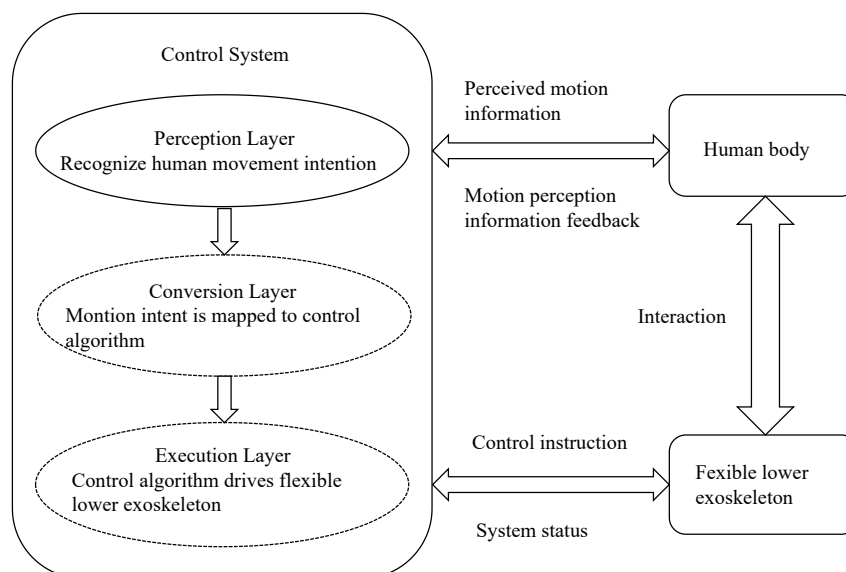 Control System
Perception Layer
Recognize human movement intention
Conversion Layer
Montion intent is mapped to control
algorithm
Execution Layer
Control algorithm drives flexible
lower exoskeleton
Perceived motion
information
Motion perception
information feedback
Human body
Interaction
Control instruction
System status
Fexible lower
exoskeleton